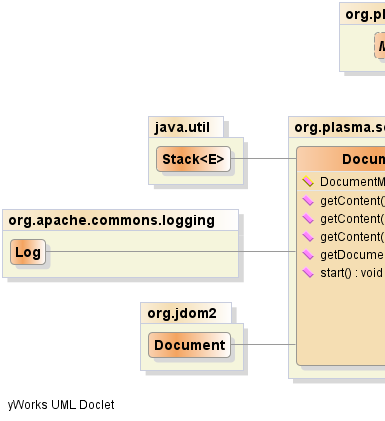 org.pl
M
java.util
Stack<E>
org.plasma.s
Docum
DocumentM
getContent(
getContent(
getContent(
getDocume
start() : void
org.apache.commons.logging
Log
org.jdom2
Document
yWorks UML Doclet